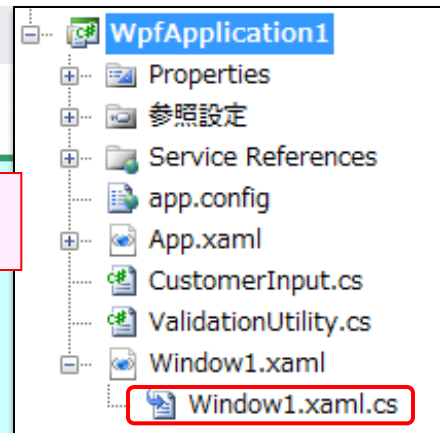 WpfApplication1
Properties
参照設定
Service References
app.config
App.xaml
CustomerInput.cs
ValidationUtility.cs
Window1.xaml
Window1.xaml.cs